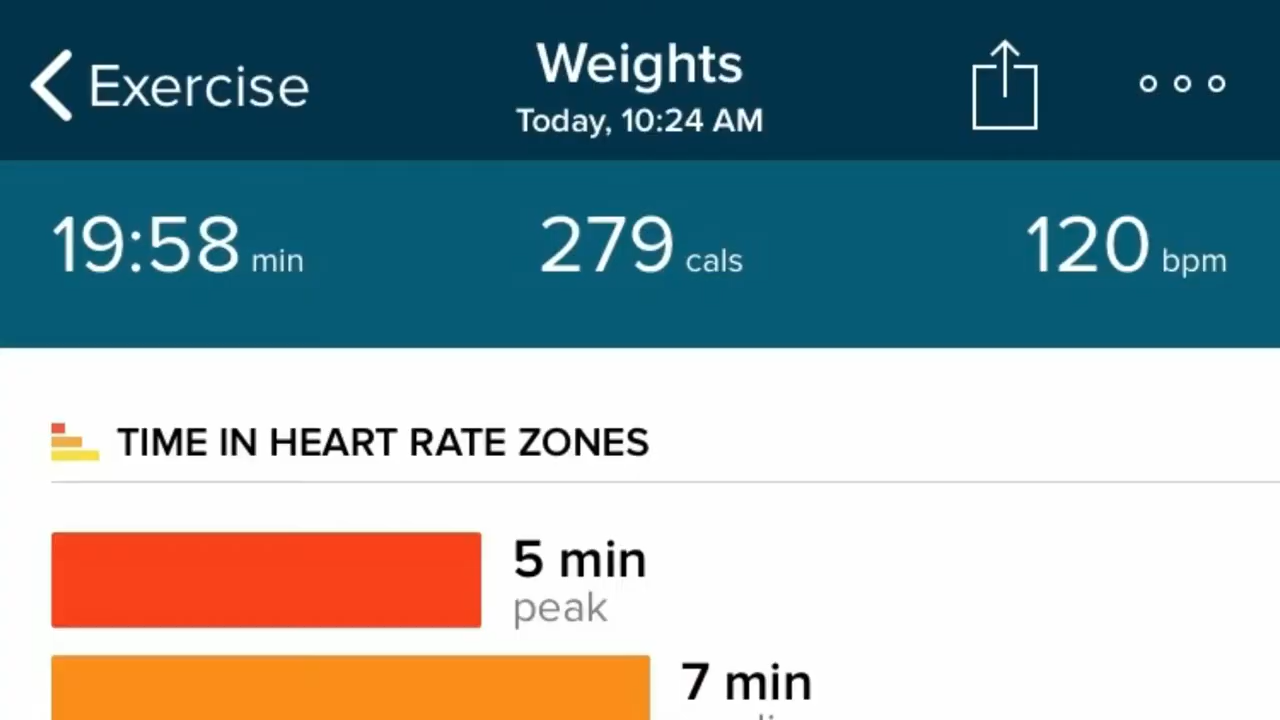 Exercise
Weights
Today, 10:24 AM
19:58 min
279 cals
120 bpm
TIME IN HEART RATE ZONES
5 min
peak
7 min